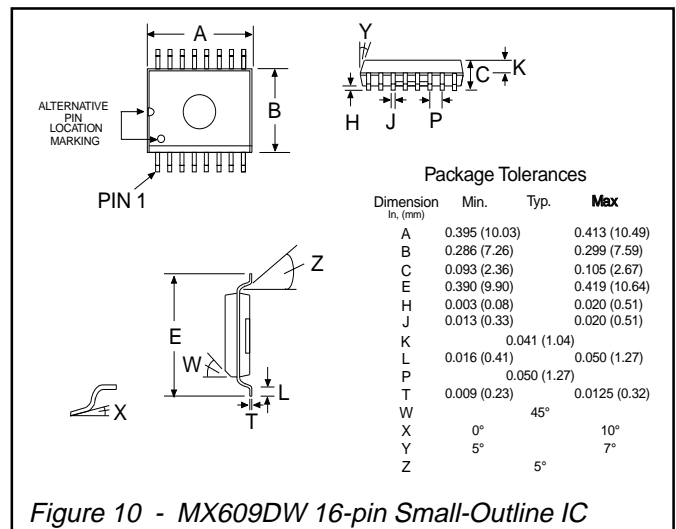 A
Y
C
K
B
ALTERNATIVE
PIN
LOCATION
MARKING
H
J
P
PIN 1
Package Tolerances
Dimension Min. Typ. Max
In, (mm)
A 0.395 (10.03) 0.413 (10.49)
B 0.286 (7.26) 0.299 (7.59)
C 0.093 (2.36) 0.105 (2.67)
E 0.390 (9.90) 0.419 (10.64)
H 0.003 (0.08) 0.020 (0.51)
J 0.013 (0.33) 0.020 (0.51)
K 0.041 (1.04)
L 0.016 (0.41) 0.050 (1.27)
P 0.050 (1.27)
T 0.009 (0.23) 0.0125 (0.32)
W 45°
X 0° 10°
Y 5° 7°
Z 5°
Z
E
W
L
T
X
Figure 10 - MX609DW 16-pin Small-Outline IC